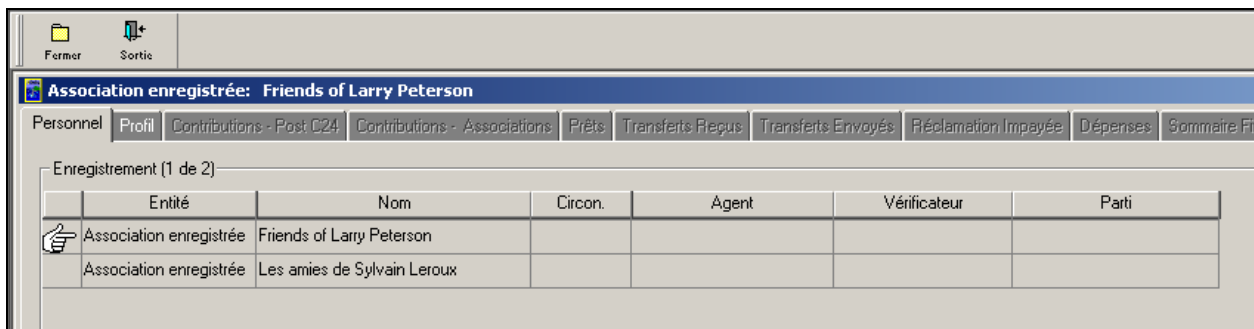 Fermer Sortie
Association enregistrée: Friends of Larry Peterson
Personnel Profil Contributions - Post C24 Contributions - Associations Prêts Transferts Reçus Transferts Envoyés Réclamation Impayée Dépenses Sommaire Fi
Enregistrement (1 de 2)
Entité Nom Circon. Agent Vérificateur Parti
Association enregistrée Friends of Larry Peterson
Association enregistrée Les amies de Sylvain Leroux